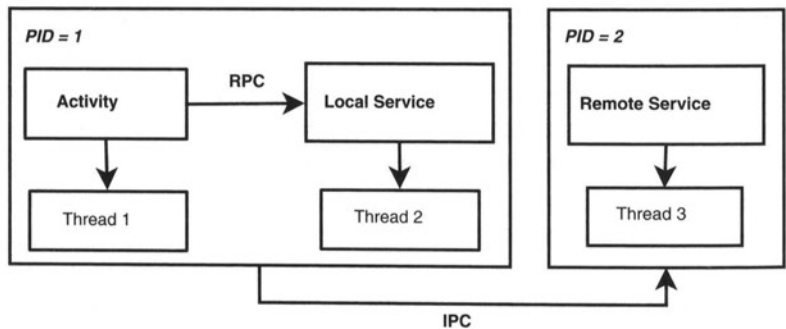 PID = 1
PID = 2
Activity
RPC
Local Service
Remote Service
Thread 1
Thread 2
Thread 3
IPC